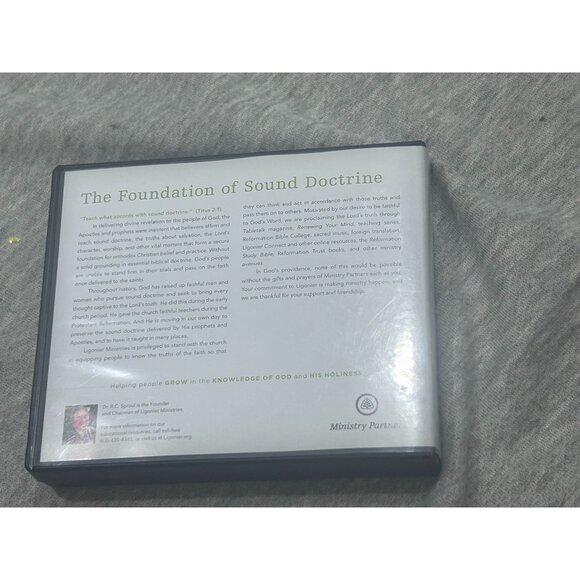 The Foundation of Sound Doctrine
"Teach what accords with sound doctrine." (Titus 2:1)
In delivering divine revelation to the people of God, the
Apostles and prophets were insistent that believers affirm and
teach sound doctrine, the truths about salvation, the Lord's
character, worship, and other vital matters that form a secure
foundation for orthodox Christian belief and practice. Without
a solid grounding in essential biblical doctrine, God's people
are unable to stand firm in their trials and pass on the faith
once delivered to the saints.
Throughout history, God has raised up faithful men and
women who pursue sound doctrine and seek to bring every
thought captive to the Lord's truth. He did this during the early
church period. He gave the church faithful teachers during the
Protestant Reformation. And He is moving in our own day to
preserve the sound doctrine delivered by His prophets and
Apostles, and to have it taught in many places.
Ligonier Ministries is privileged to stand with the church
in equipping people to know the truths of the faith so that
they can think and act in accordance with those truths and
pass them on to others. Motivated by our desire to be faithful
to God's Word, we are proclaiming the Lord's truth through
Tabletalk magazine, Renewing Your Mind, teaching series,
Reformation Bible College, sacred music, foreign translation,
Ligonier Connect and other online resources, the Reformation
Study Bible, Reformation Trust books, and other ministry
avenues.
In God's providence, none of this would be possible
without the gifts and prayers of Ministry Partners such as you.
Your commitment to Ligonier is making ministry happen, and
we are thankful for your support and friendship.
Helping people GROW in the KNOWLEDGE OF GOD and HIS HOLINESS
Dr. R.C. Sproul is the Founder
and Chairman of Ligonier Ministries.
For more information on our
educational resources, call toll-free
800-435-4343, or visit us at Ligonier.org.
Ministry Partner